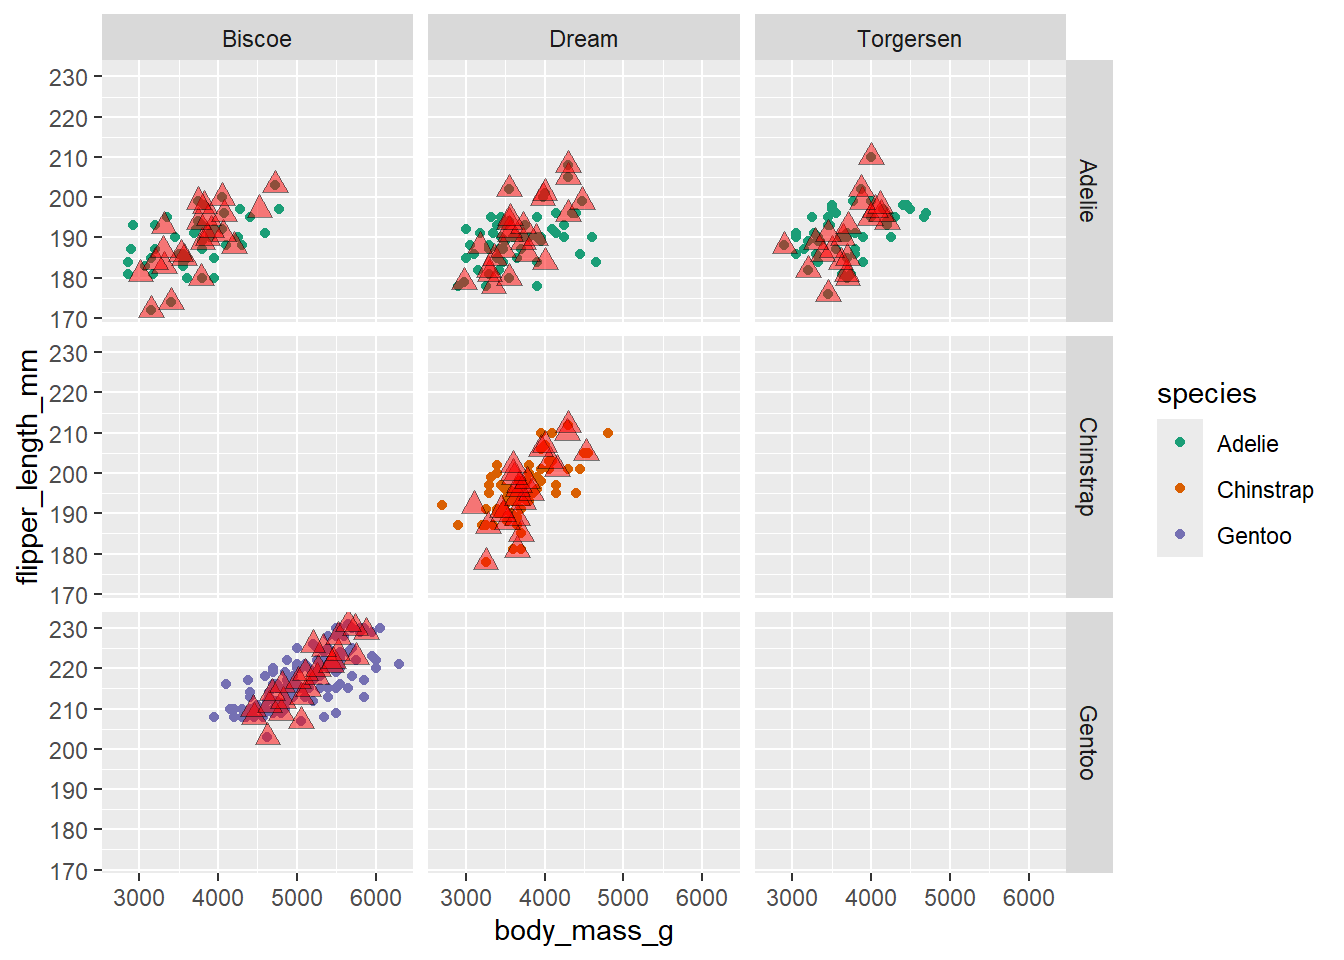 Biscoe Dream Torgersen
230
220
210
200
190
180
170
Adelie
230
220
210
200
190
180
170
Chinstrap
230
220
210
200
190
180
170
Gentoo
3000 4000 5000 6000 3000 4000 5000 6000 3000 4000 5000 6000
body_mass_g
flipper_length_mm
species
Adelie
Chinstrap
Gentoo